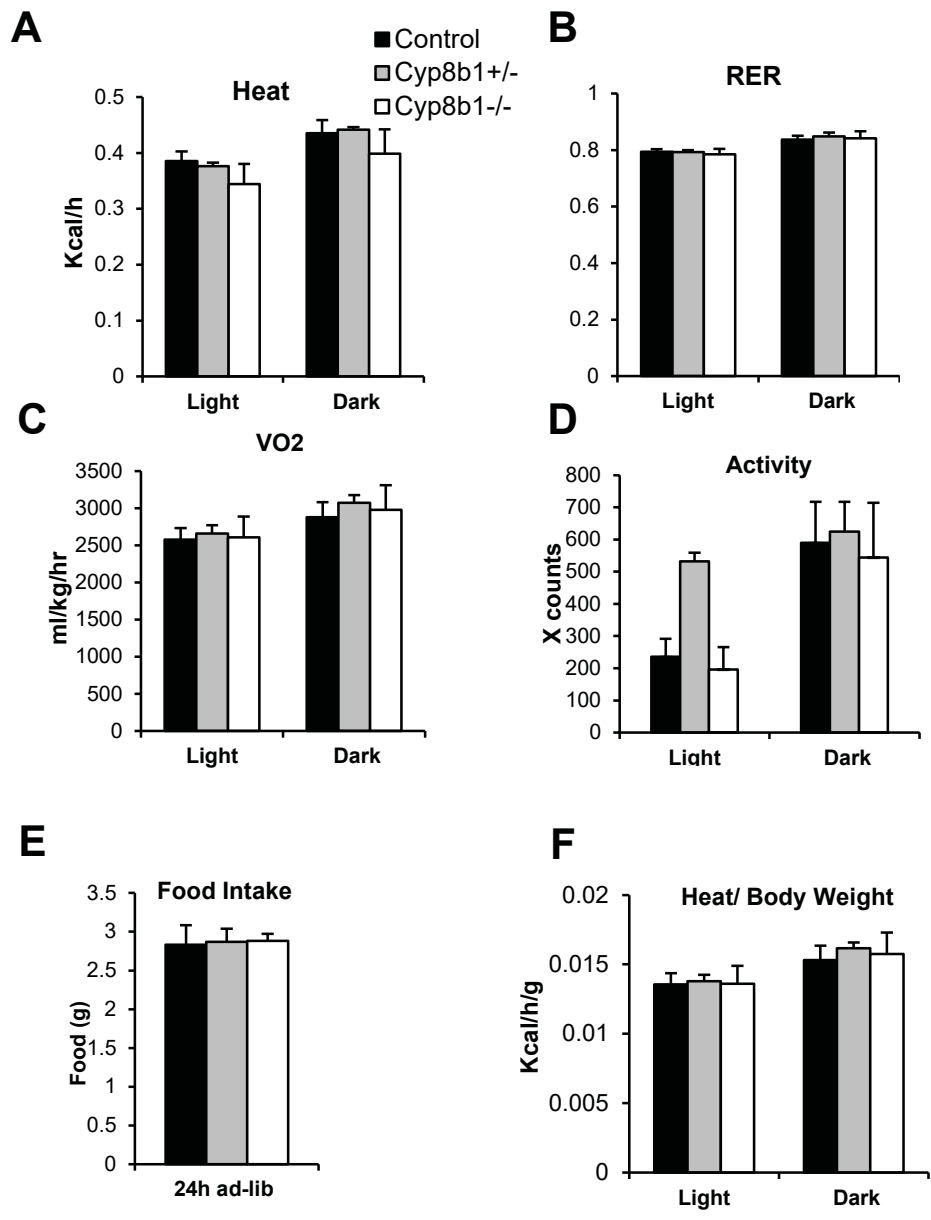 A
Control
Cyp8b1+/-
Cyp8b1-/-
Heat
0.5
0.4
0.3
0.2
0.1
0
Kcal/h
Light Dark
B
RER
1
0.8
0.6
0.4
0.2
0
Light Dark
C
VO2
3500
3000
2500
2000
1500
1000
500
0
ml/kg/hr
Light Dark
D
Activity
800
700
600
500
400
300
200
100
0
X counts
Light Dark
E
Food Intake
3.5
3
2.5
2
1.5
1
0.5
0
Food (g)
24h ad-lib
F
Heat/ Body Weight
0.02
0.015
0.01
0.005
0
Kcal/h/g
Light Dark